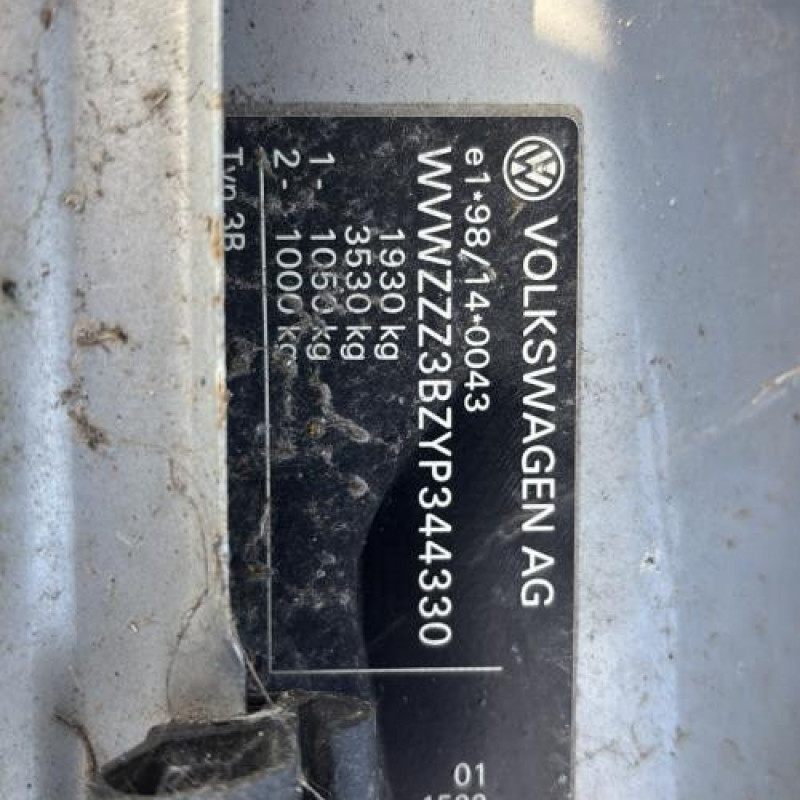 VOLKSWAGEN AG
e1*98/14*0043
WVWZZZ3BZYP344330
1930 kg
3530 kg
1- 1050 kg
2- 1000 kg
Typ 3B
01